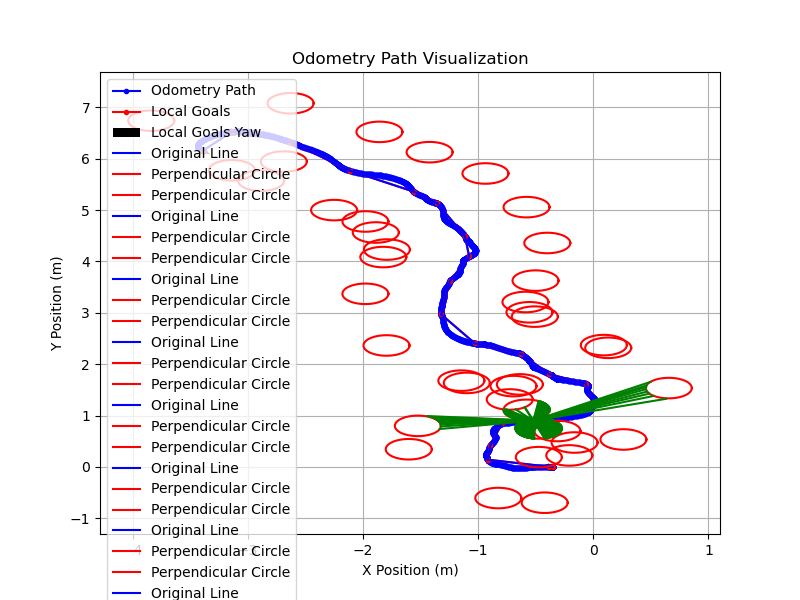 Odometry Path Visualization
Y Position (m)
7
6
5
4
3
2
1
0
−1
Odometry Path
Local Goals
Local Goals Yaw
Original Line
Perpendicular Circle
Perpendicular Circle
Original Line
Perpendicular Circle
Perpendicular Circle
Original Line
Perpendicular Circle
Perpendicular Circle
Original Line
Perpendicular Circle
Perpendicular Circle
Original Line
Perpendicular Circle
Perpendicular Circle
Original Line
Perpendicular Circle
Perpendicular Circle
Original Line
Perpendicular Circle
Perpendicular Circle
Original Line
−2 −1 0 1
X Position (m)